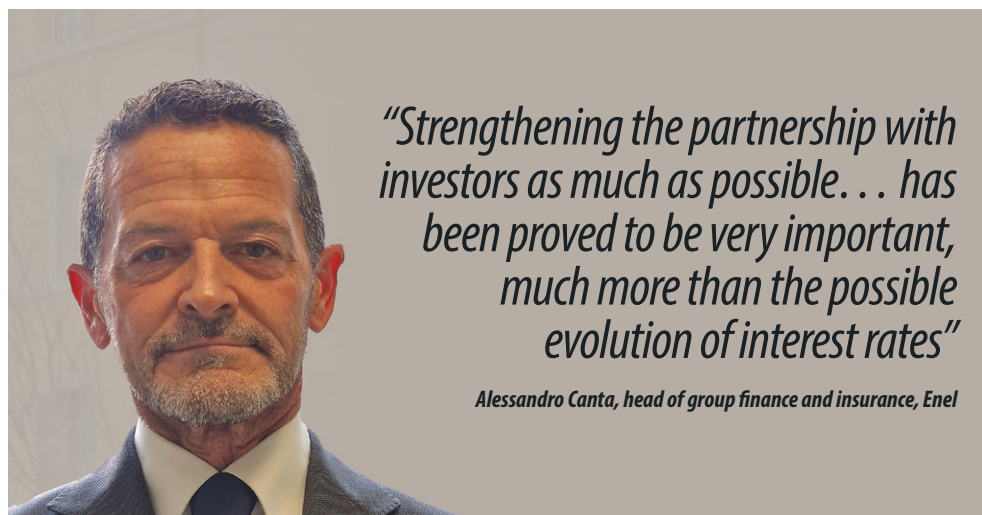 “Strengthening the partnership with
investors as much as possible… has
been proved to be very important,
much more than the possible
evolution of interest rates”
Alessandro Canta, head of group finance and insurance, Enel